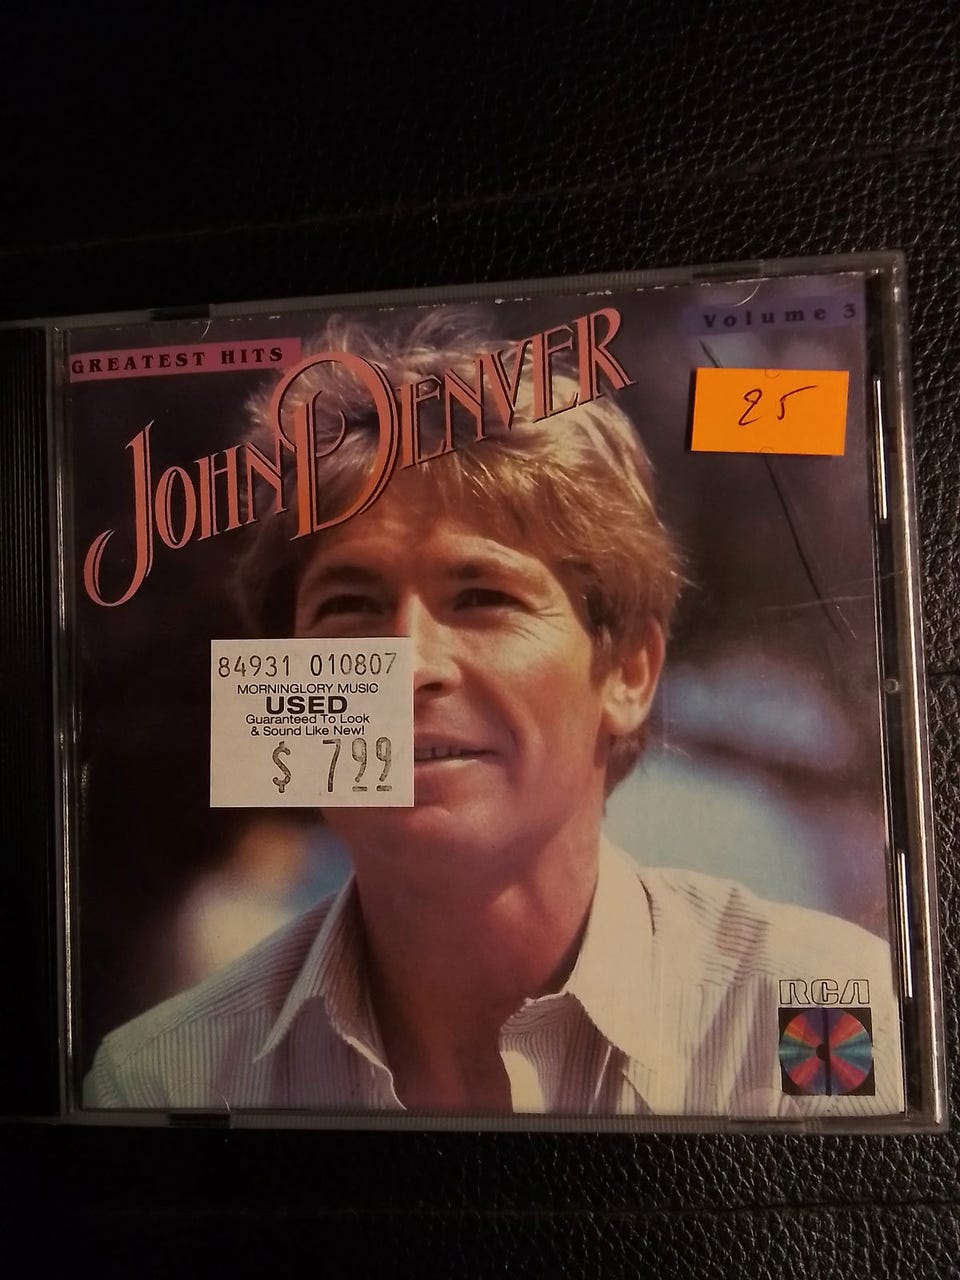 GREATEST HITS
Volume 3
JOHN DENVER
25
84931 010807
MORNINGLORY MUSIC
USED
Guaranteed To Look
& Sound Like New!
$ 799
RCA